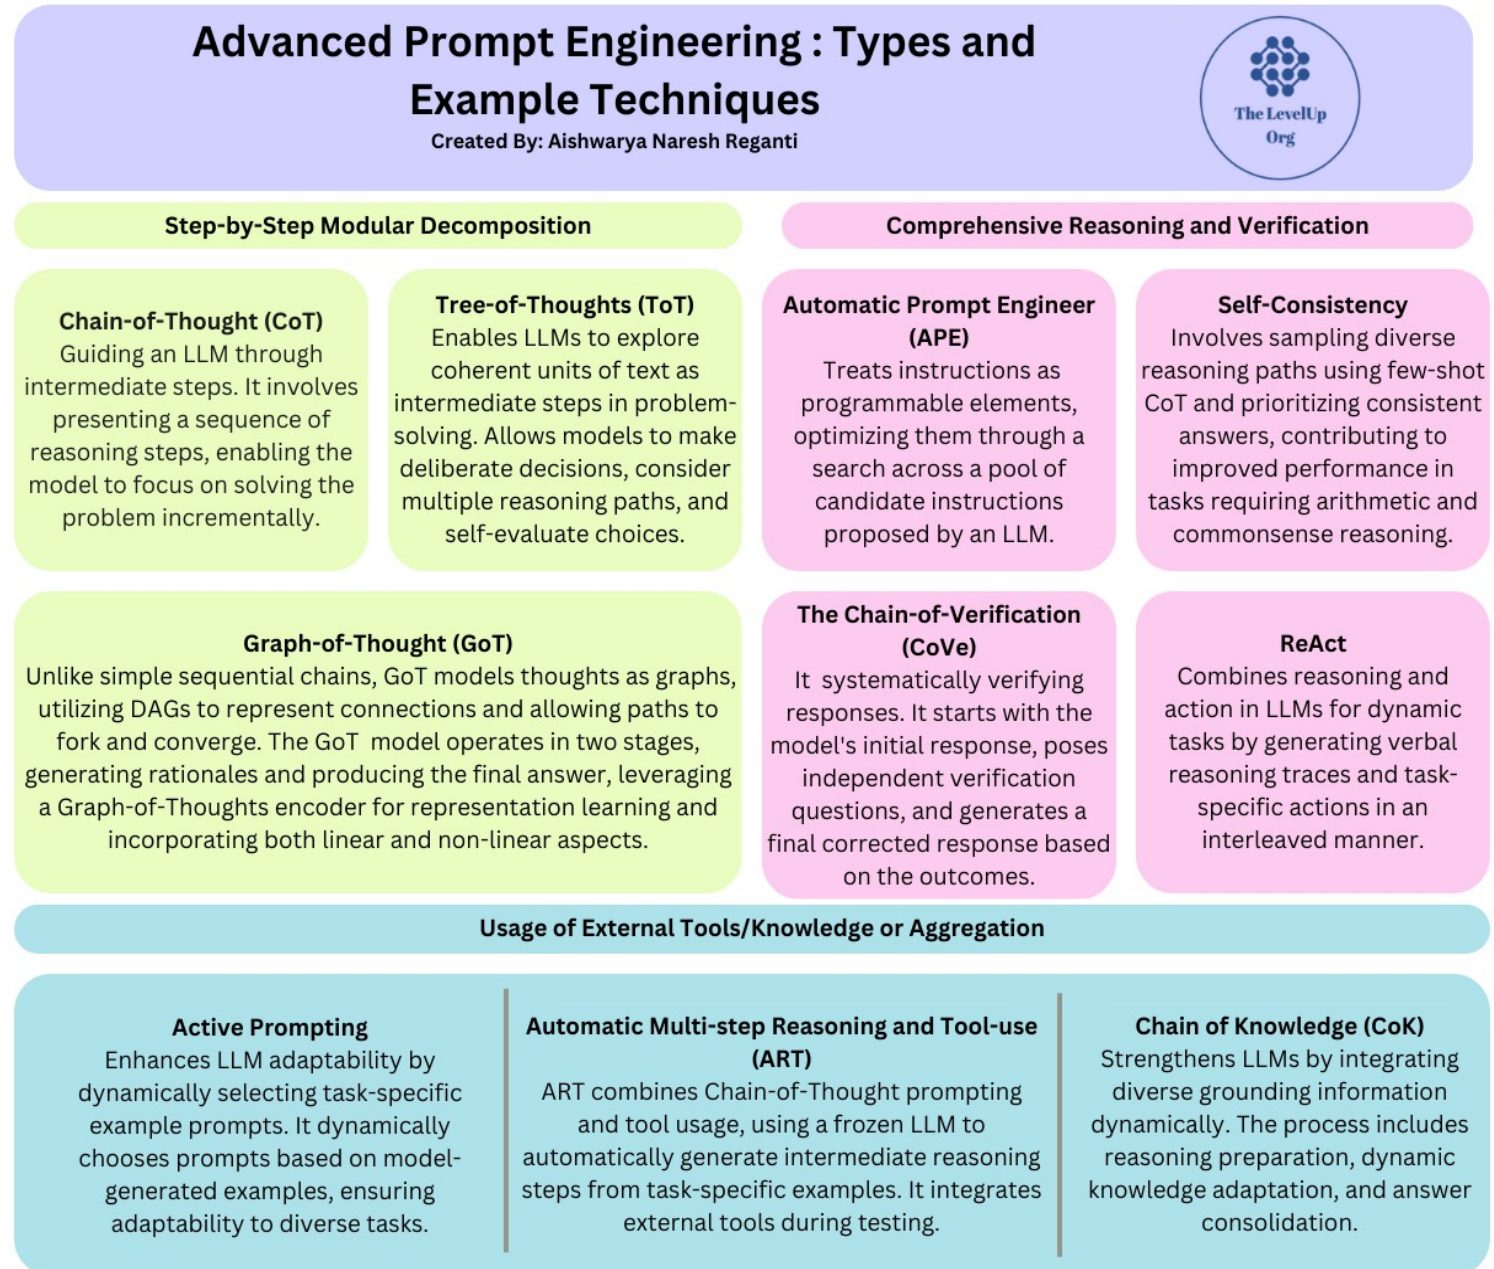 Advanced Prompt Engineering : Types and
Example Techniques
Created By: Aishwarya Naresh Reganti
The LevelUp
Org
Step-by-Step Modular Decomposition
Chain-of-Thought (CoT)
Guiding an LLM through
intermediate steps. It involves
presenting a sequence of
reasoning steps, enabling the
model to focus on solving the
problem incrementally.
Tree-of-Thoughts (ToT)
Enables LLMs to explore
coherent units of text as
intermediate steps in problem-
solving. Allows models to make
deliberate decisions, consider
multiple reasoning paths, and
self-evaluate choices.
Graph-of-Thought (GoT)
Unlike simple sequential chains, GoT models thoughts as graphs,
utilizing DAGs to represent connections and allowing paths to
fork and converge. The GoT  model operates in two stages,
generating rationales and producing the final answer, leveraging
a Graph-of-Thoughts encoder for representation learning and
incorporating both linear and non-linear aspects.
Comprehensive Reasoning and Verification
Automatic Prompt Engineer
(APE)
Treats instructions as
programmable elements,
optimizing them through a
search across a pool of
candidate instructions
proposed by an LLM.
Self-Consistency
Involves sampling diverse
reasoning paths using few-shot
CoT and prioritizing consistent
answers, contributing to
improved performance in
tasks requiring arithmetic and
commonsense reasoning.
The Chain-of-Verification
(CoVe)
It  systematically verifying
responses. It starts with the
model's initial response, poses
independent verification
questions, and generates a
final corrected response based
on the outcomes.
ReAct
Combines reasoning and
action in LLMs for dynamic
tasks by generating verbal
reasoning traces and task-
specific actions in an
interleaved manner.
Usage of External Tools/Knowledge or Aggregation
Active Prompting
Enhances LLM adaptability by
dynamically selecting task-specific
example prompts. It dynamically
chooses prompts based on model-
generated examples, ensuring
adaptability to diverse tasks.
Automatic Multi-step Reasoning and Tool-use
(ART)
ART combines Chain-of-Thought prompting
and tool usage, using a frozen LLM to
automatically generate intermediate reasoning
steps from task-specific examples. It integrates
external tools during testing.
Chain of Knowledge (CoK)
Strengthens LLMs by integrating
diverse grounding information
dynamically. The process includes
reasoning preparation, dynamic
knowledge adaptation, and answer
consolidation.